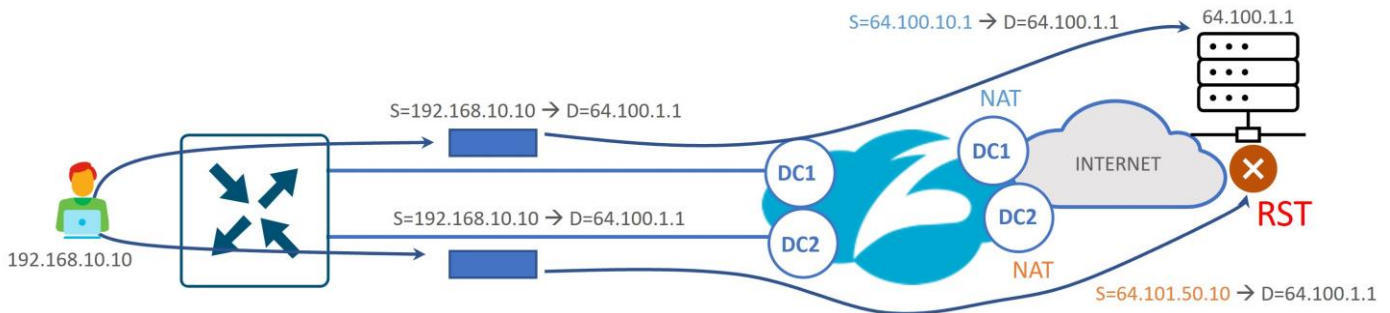 S=64.100.10.1 → D=64.100.1.1
64.100.1.1
S=192.168.10.10 → D=64.100.1.1
NAT
DC1
DC1
INTERNET
S=192.168.10.10 → D=64.100.1.1
DC2
DC2
RST
192.168.10.10
NAT
S=64.101.50.10 → D=64.100.1.1